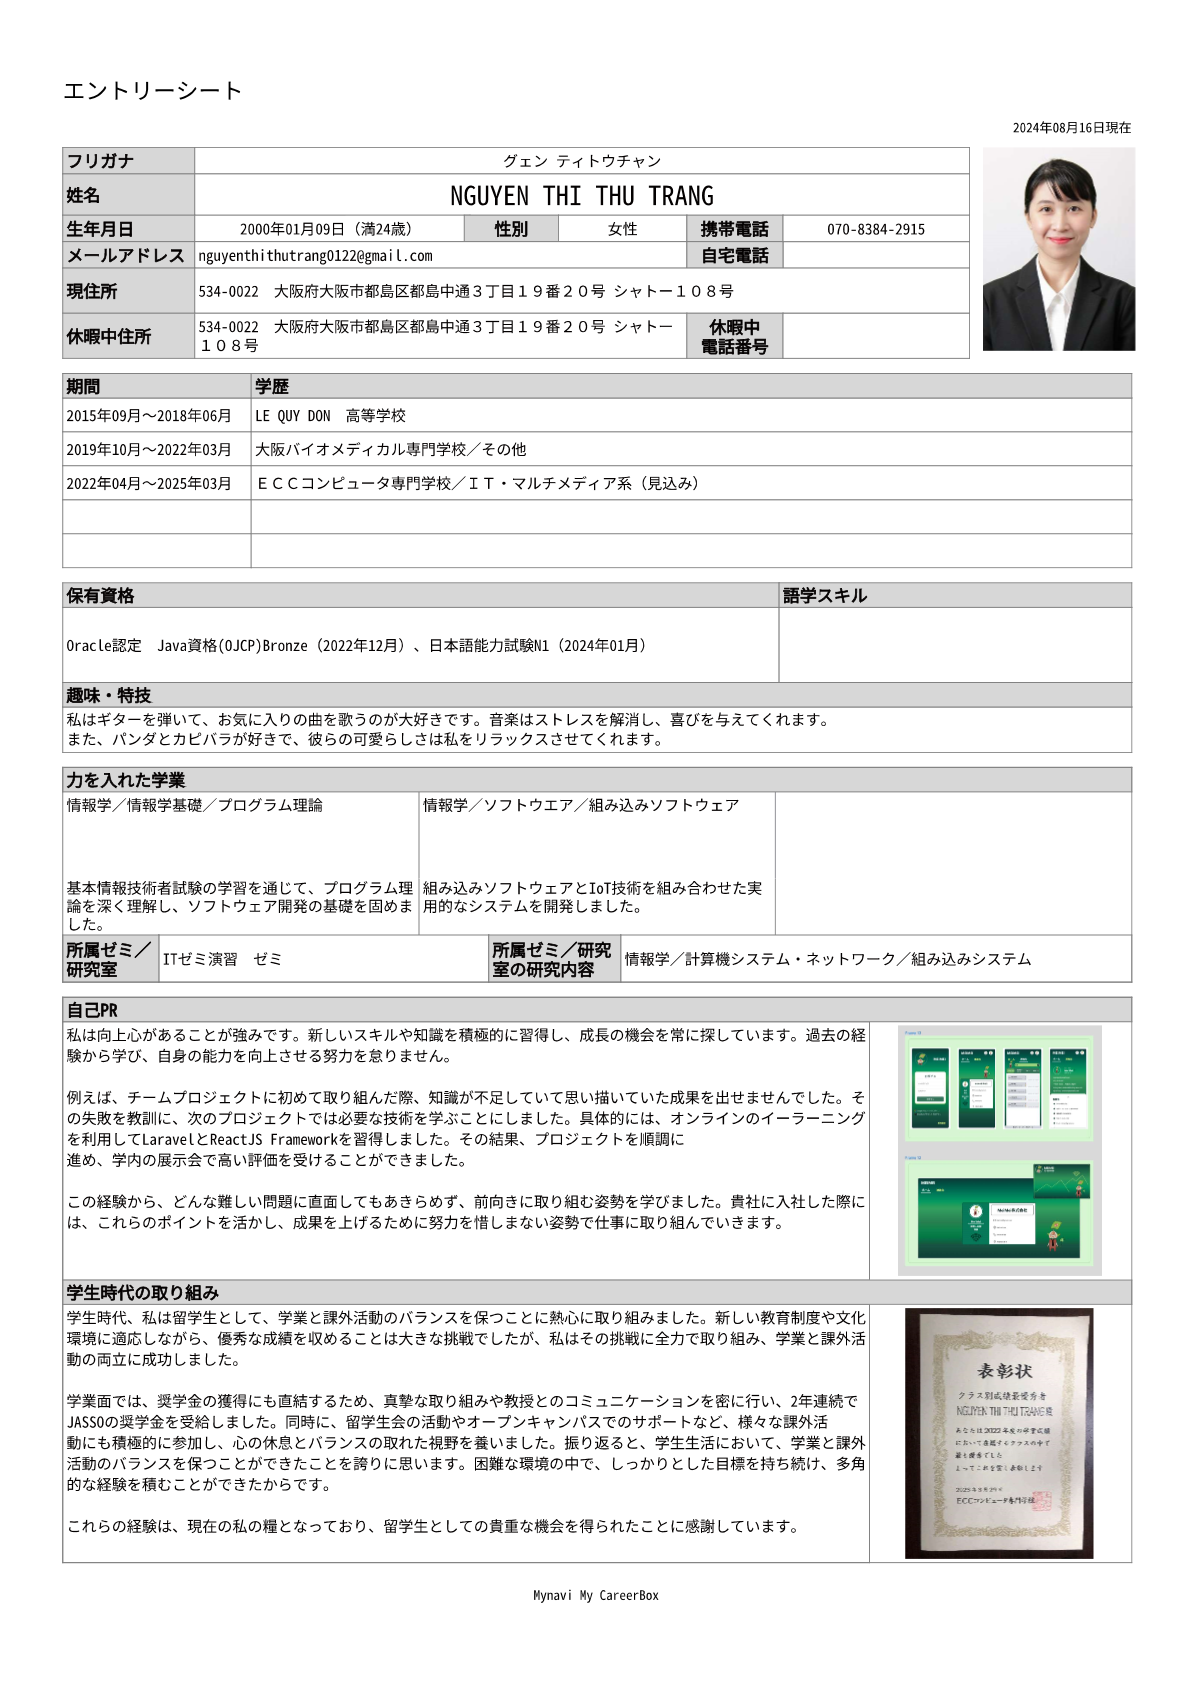 エントリーシート
2024年08月16日現在
フリガナ
グェン ティトウチャン
姓名
NGUYEN THI THU TRANG
生年月日
2000年01月09日（満24歳）
性別
女性
携帯電話
070-8384-2915
メールアドレス
nguyenthithutrang0122@gmail.com
自宅電話
現住所
534-0022　大阪府大阪市都島区都島中通３丁目１９番２０号 シャトー１０８号
休暇中住所
534-0022　大阪府大阪市都島区都島中通３丁目１９番２０号 シャトー
１０８号
休暇中
電話番号
期間
学歴
2015年09月～2018年06月
LE QUY DON　高等学校
2019年10月～2022年03月
大阪バイオメディカル専門学校／その他
2022年04月～2025年03月
ＥＣＣコンピュータ専門学校／ＩＴ・マルチメディア系（見込み）
保有資格
語学スキル
Oracle認定　Java資格(OJCP)Bronze（2022年12月）、日本語能力試験N1（2024年01月）
趣味・特技
私はギターを弾いて、お気に入りの曲を歌うのが大好きです。音楽はストレスを解消し、喜びを与えてくれます。
また、パンダとカピバラが好きで、彼らの可愛らしさは私をリラックスさせてくれます。
力を入れた学業
情報学／情報学基礎／プログラム理論
情報学／ソフトウエア／組み込みソフトウェア
基本情報技術者試験の学習を通じて、プログラム理
論を深く理解し、ソフトウェア開発の基礎を固めま
した。
組み込みソフトウェアとIoT技術を組み合わせた実
用的なシステムを開発しました。
所属ゼミ／
研究室
ITゼミ演習　ゼミ
所属ゼミ／研究
室の研究内容
情報学／計算機システム・ネットワーク／組み込みシステム
自己PR
私は向上心があることが強みです。新しいスキルや知識を積極的に習得し、成長の機会を常に探しています。過去の経
験から学び、自身の能力を向上させる努力を怠りません。
例えば、チームプロジェクトに初めて取り組んだ際、知識が不足していて思い描いていた成果を出せませんでした。そ
の失敗を教訓に、次のプロジェクトでは必要な技術を学ぶことにしました。具体的には、オンラインのイーラーニング
を利用してLaravelとReactJS Frameworkを習得しました。その結果、プロジェクトを順調に
進め、学内の展示会で高い評価を受けることができました。
この経験から、どんな難しい問題に直面してもあきらめず、前向きに取り組む姿勢を学びました。貴社に入社した際に
は、これらのポイントを活かし、成果を上げるために努力を惜しまない姿勢で仕事に取り組んでいきます。
学生時代の取り組み
学生時代、私は留学生として、学業と課外活動のバランスを保つことに熱心に取り組みました。新しい教育制度や文化
環境に適応しながら、優秀な成績を収めることは大きな挑戦でしたが、私はその挑戦に全力で取り組み、学業と課外活
動の両立に成功しました。
学業面では、奨学金の獲得にも直結するため、真摯な取り組みや教授とのコミュニケーションを密に行い、2年連続で
JASSOの奨学金を受給しました。同時に、留学生会の活動やオープンキャンパスでのサポートなど、様々な課外活
動にも積極的に参加し、心の休息とバランスの取れた視野を養いました。振り返ると、学生生活において、学業と課外
活動のバランスを保つことができたことを誇りに思います。困難な環境の中で、しっかりとした目標を持ち続け、多角
的な経験を積むことができたからです。
これらの経験は、現在の私の糧となっており、留学生としての貴重な機会を得られたことに感謝しています。
表彰状
クラス別成績最優秀者
NGUYEN THI THU TRANG 殿
あなたは2022年度の学業成績
において在籍するクラスの中で
最も優秀でした
よってこれを賞し表彰します
ECCコンピュータ専門学校
Mynavi My CareerBox